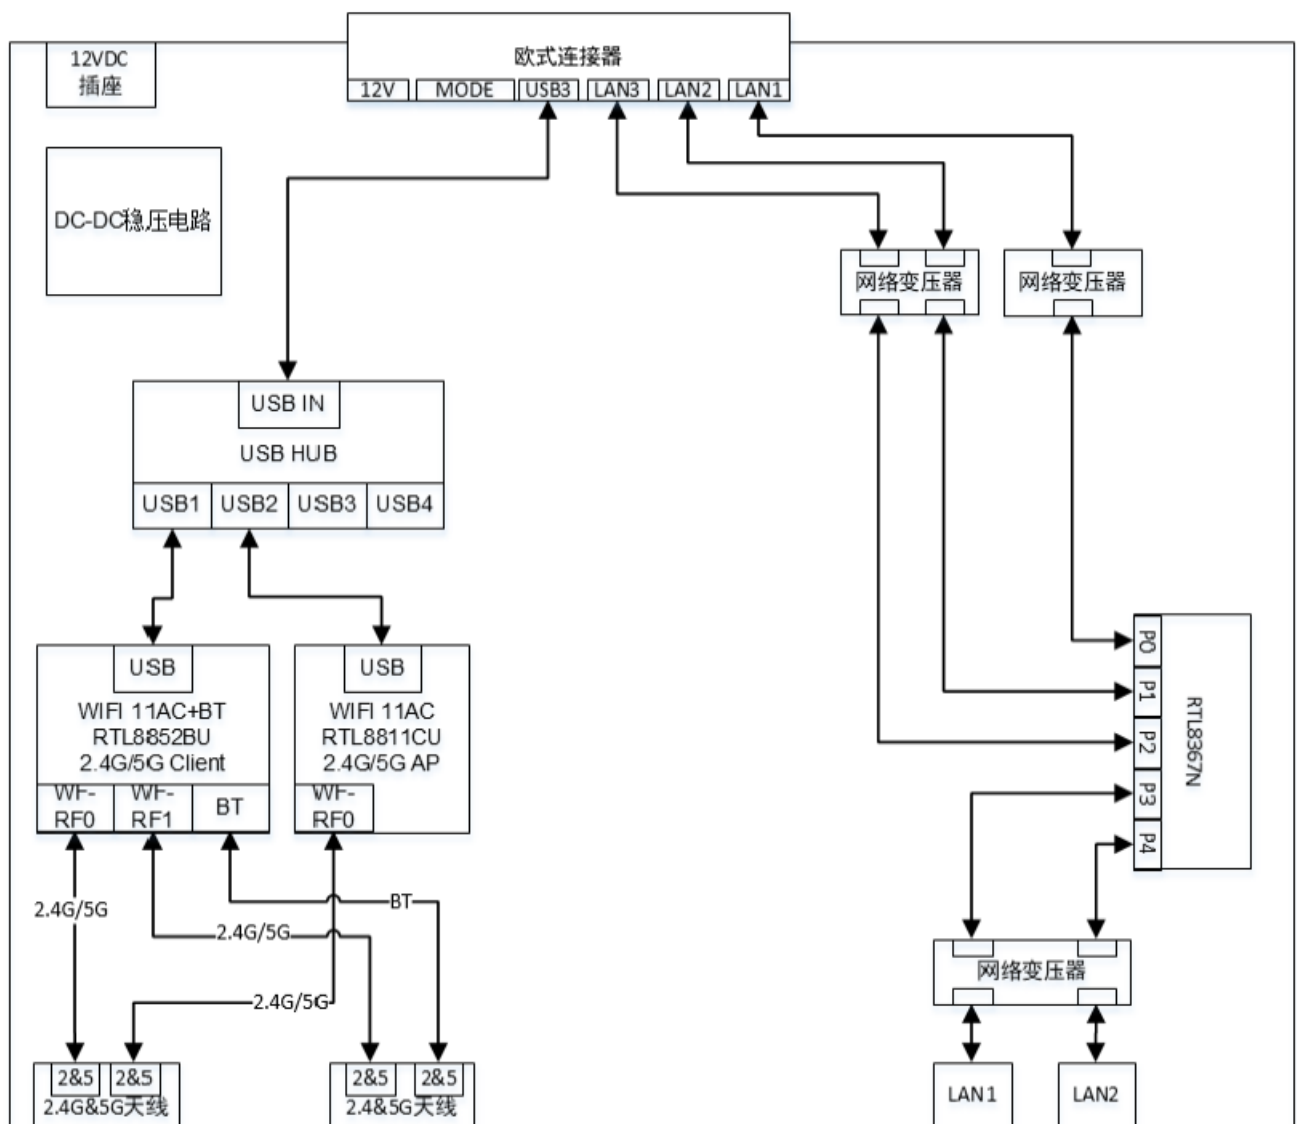 12VDC
插座
欧式连接器
12V
MODE
USB3
LAN3
LAN2
LAN1
DC-DC稳压电路
网络变压器
网络变压器
USB IN
USB HUB
USB1
USB2
USB3
USB4
USB
WIFI 11AC+BT
RTL8852BU
2.4G/5G Client
WF-
RF0
WF-
RF1
BT
USB
WIFI 11AC
RTL8811CU
2.4G/5G AP
WF-
RF0
P0
P1
P2
P3
P4
RTL8367N
2.4G/5G
BT
2.4G/5G
2.4G/5G
网络变压器
2&5
2&5
2.4G&5G天线
2&5
2&5
2.4&5G天线
LAN1
LAN2